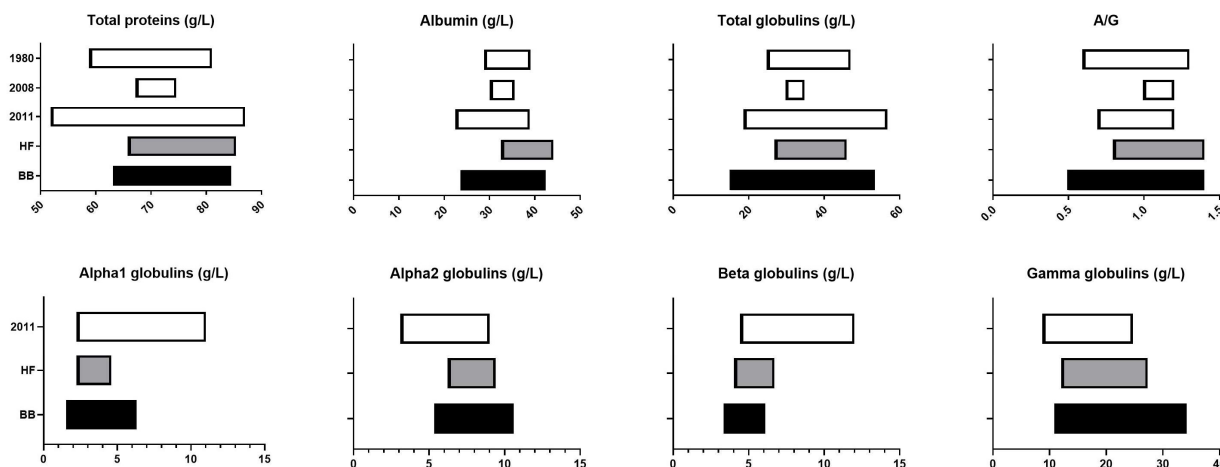 Total proteins (g/L)
1980
2008
2011
HF
BB
50 60 70 80 90
Albumin (g/L)
0 10 20 30 40 50
Total globulins (g/L)
0 20 40 60
A/G
0.0 0.5 1.0 1.5
Alpha1 globulins (g/L)
2011
HF
BB
0 5 10 15
Alpha2 globulins (g/L)
0 5 10 15
Beta globulins (g/L)
0 5 10 15
Gamma globulins (g/L)
0 10 20 30 40